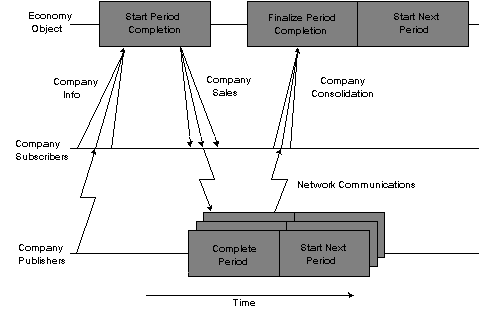 Economy
Object
Start Period
Completion
Finalize Period
Completion
Start Next
Period
Company
Info
Company
Sales
Company
Consolidation
Company
Subscribers
Network Communications
Company
Publishers
Complete
Period
Start Next
Period
Time